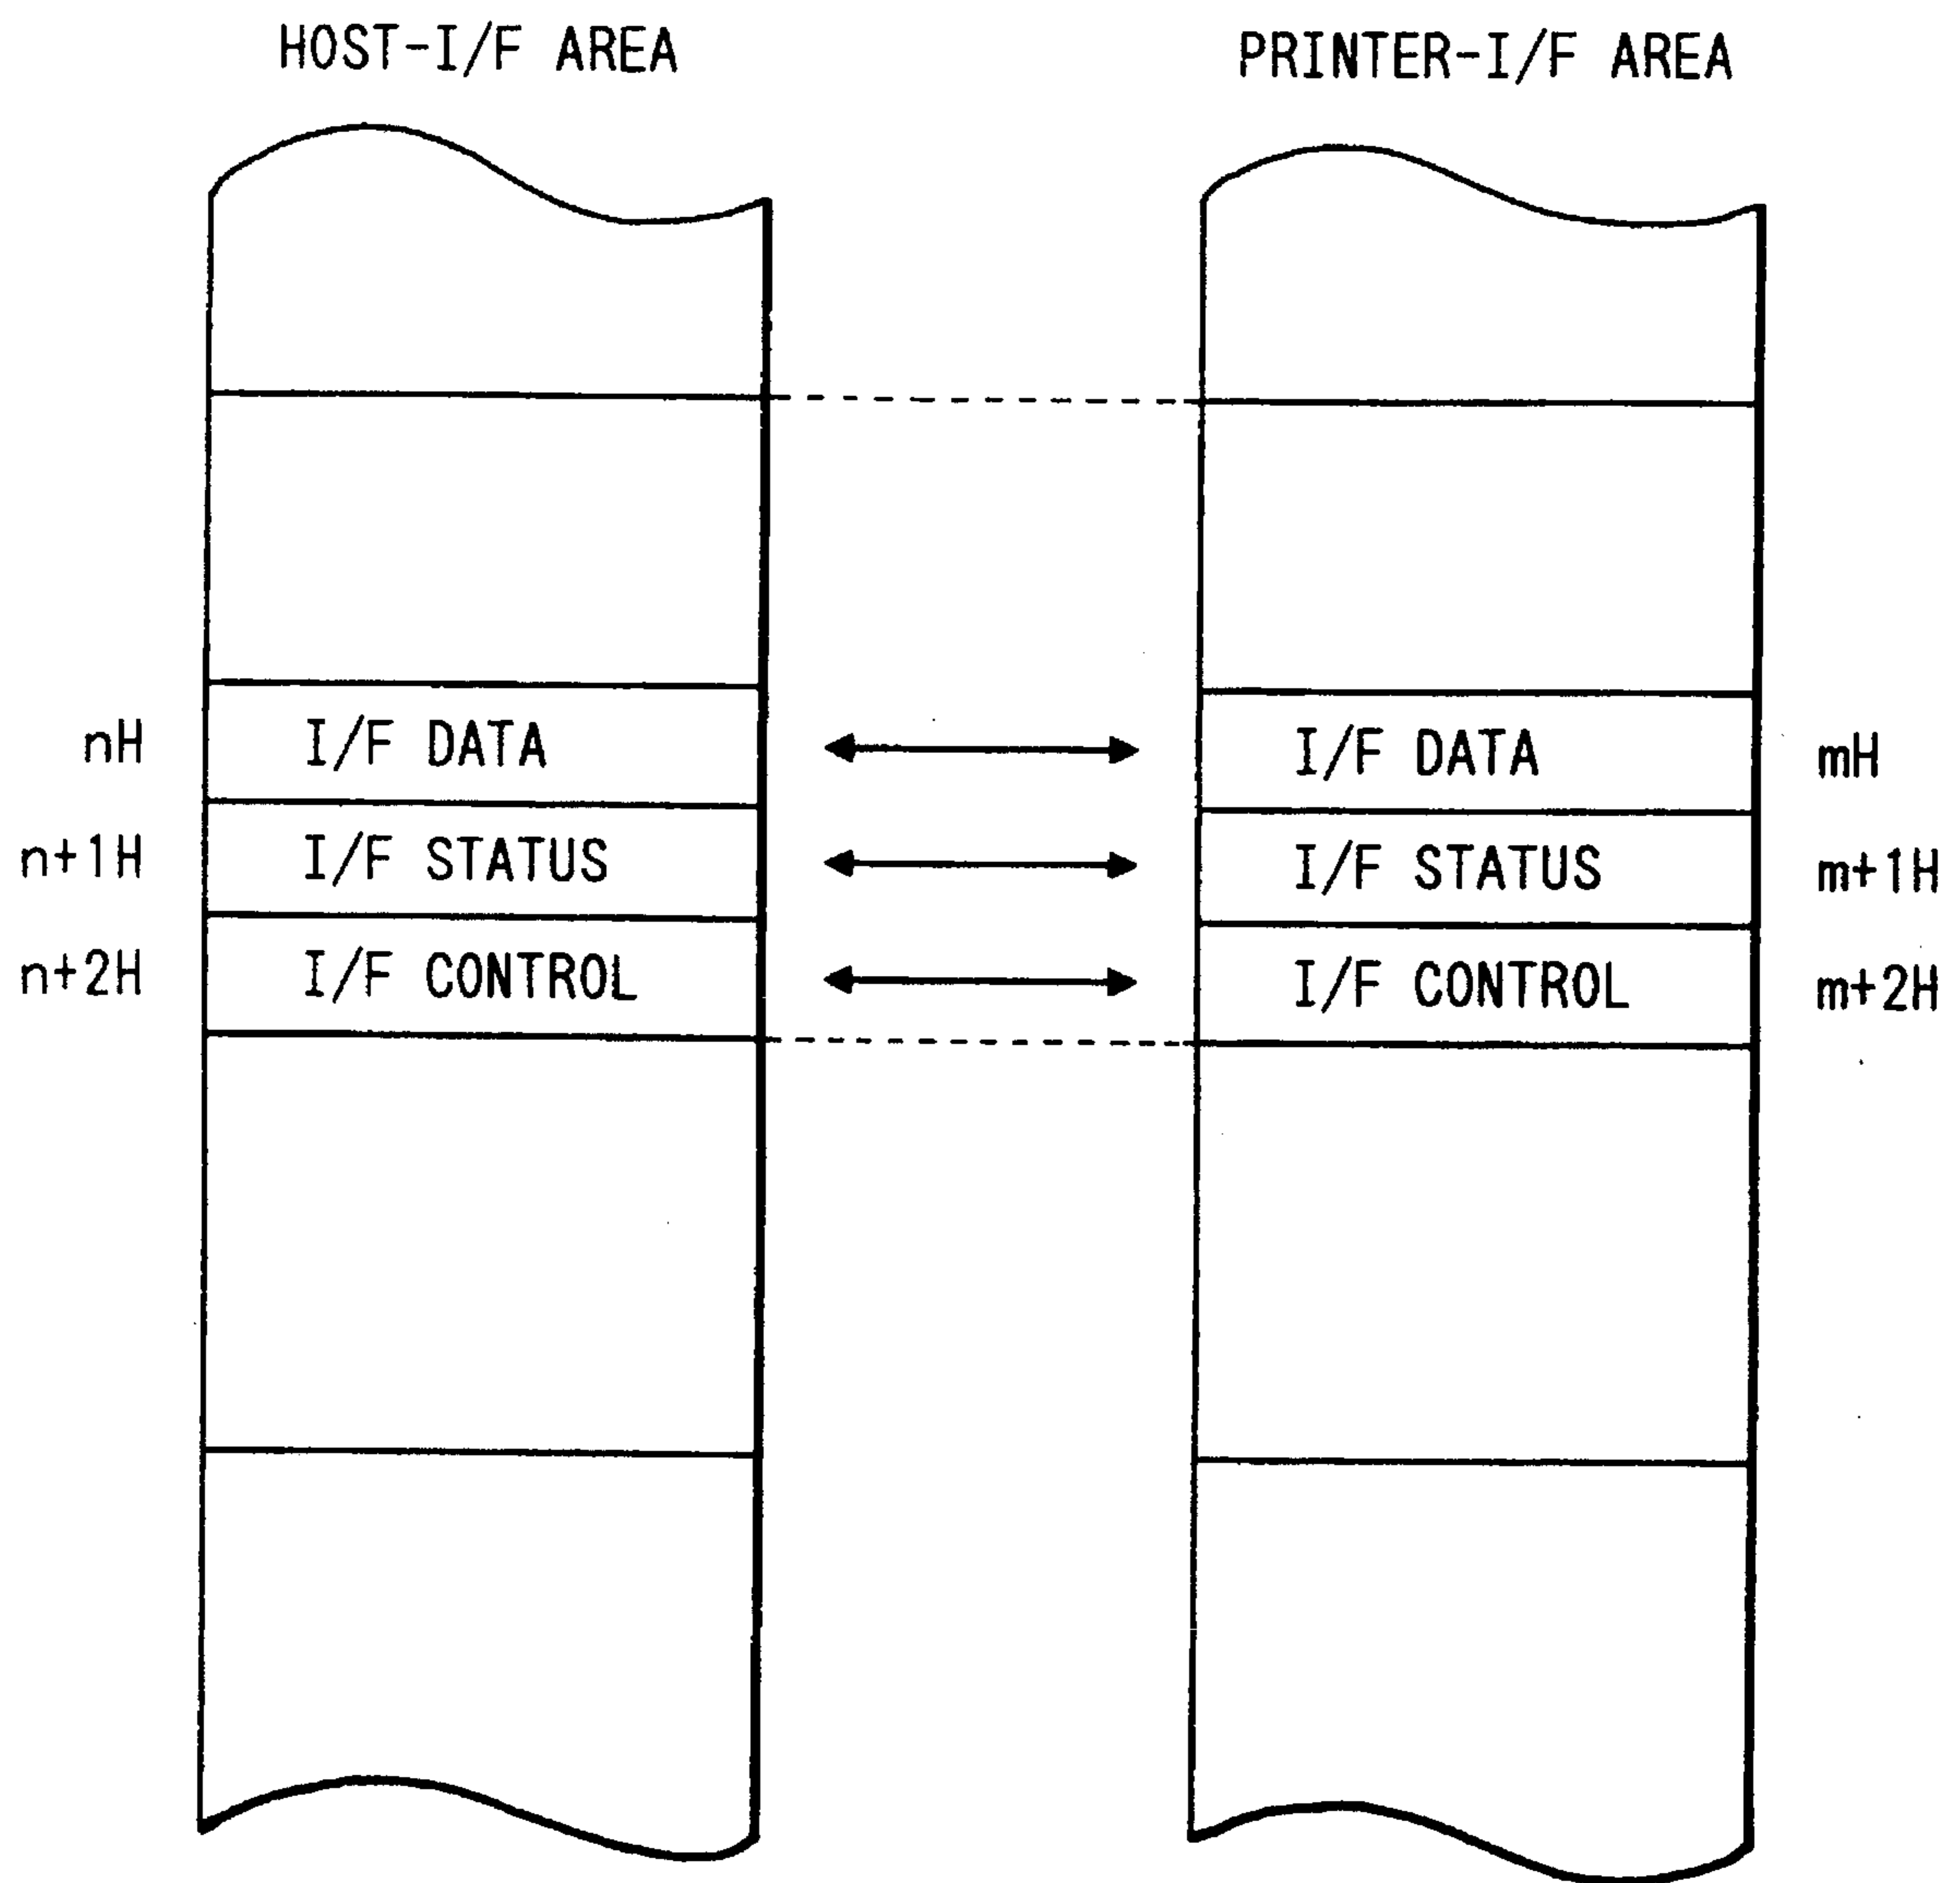 HOST-I/F AREA
PRINTER-I/F AREA
nH I/F DATA I/F DATA mH
n+1H I/F STATUS I/F STATUS m+1H
n+2H I/F CONTROL I/F CONTROL m+2H